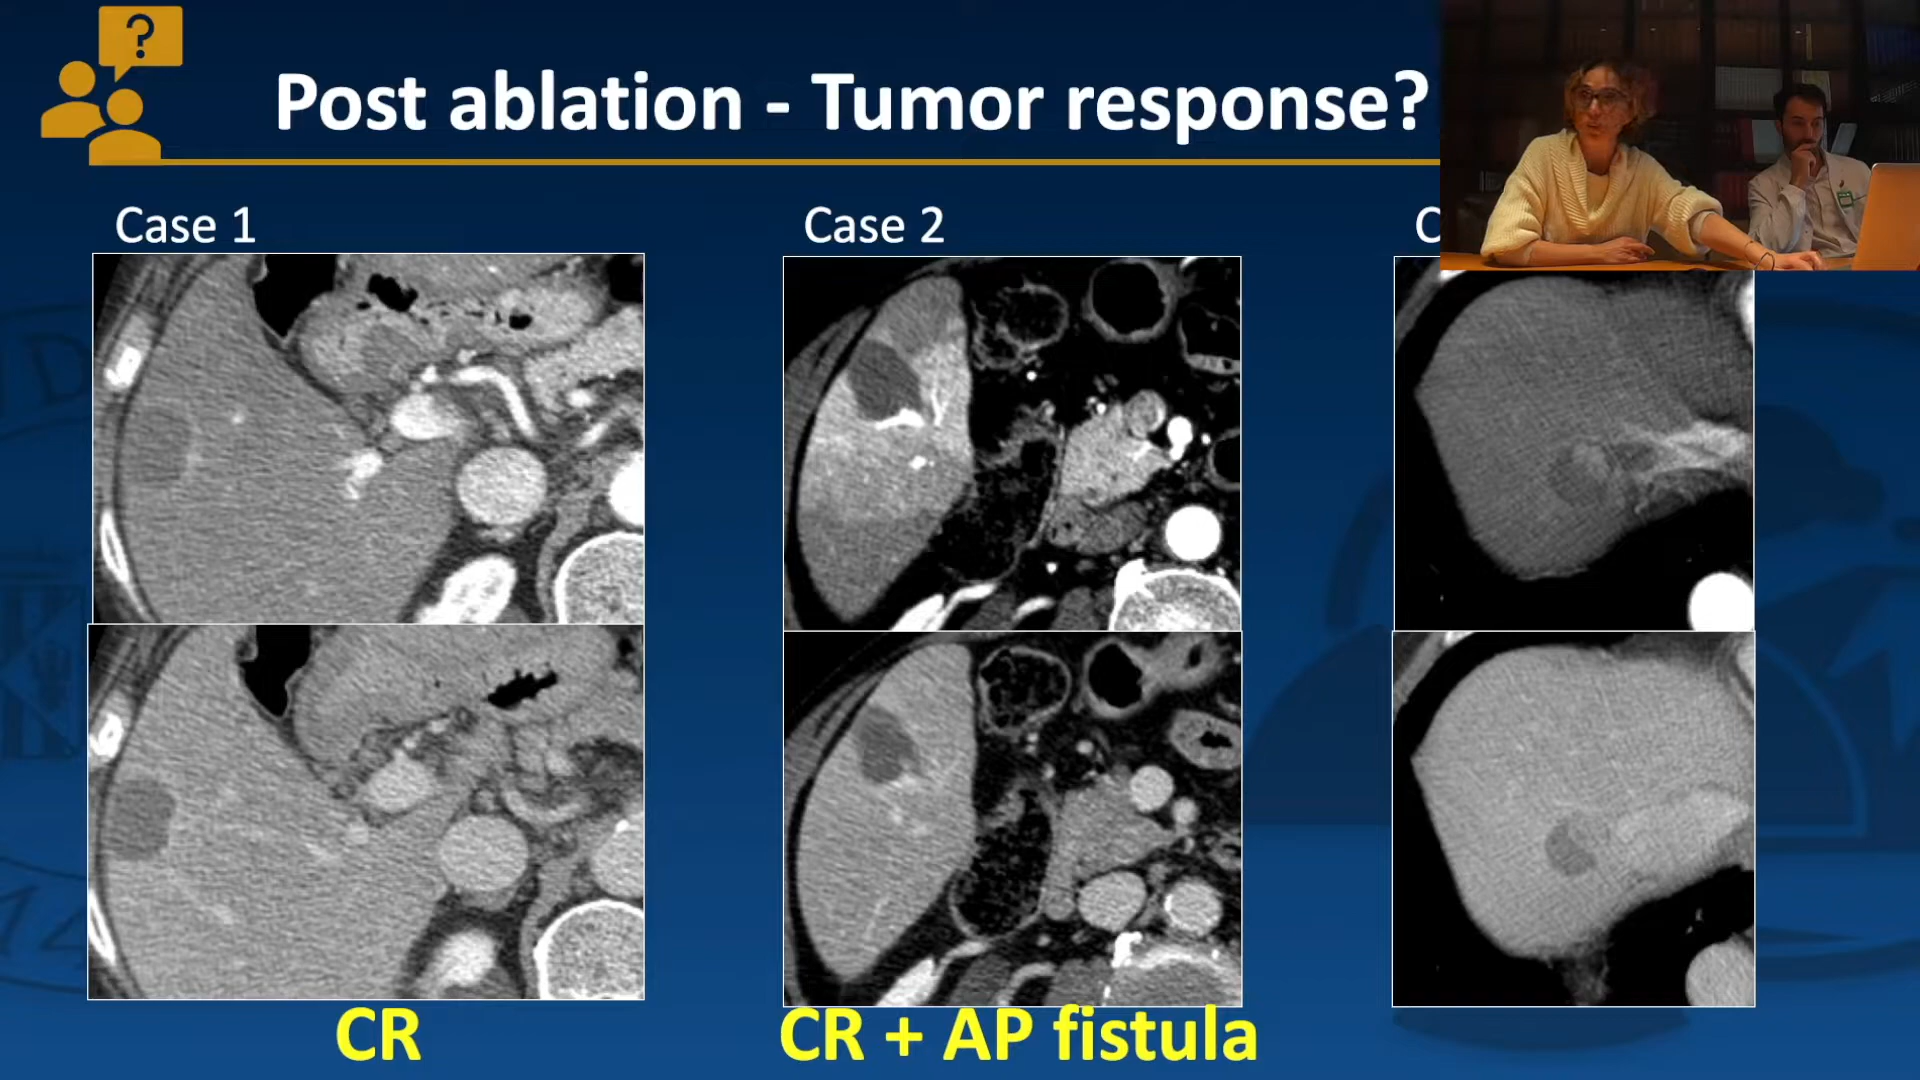 ?
Post ablation - Tumor response?
Case 1
Case 2
C
CR
CR + AP fistula